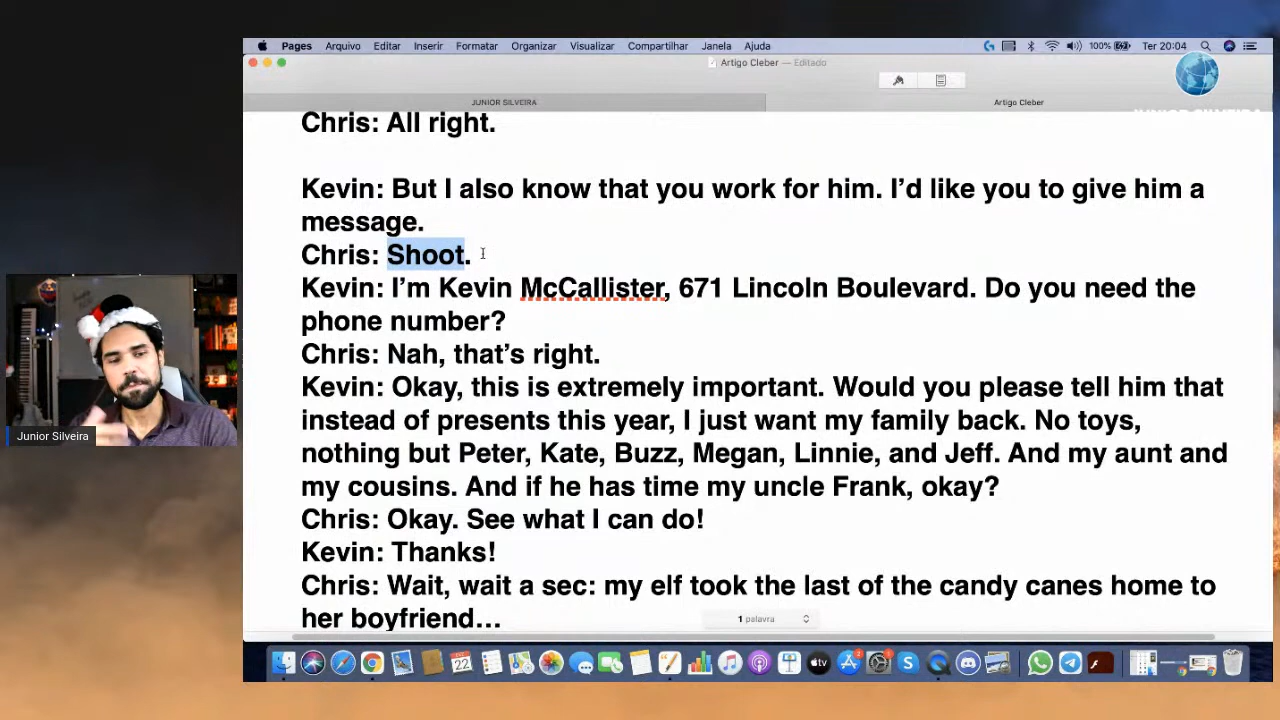 Pages Arquivo Editar Inserir Formatar Organizar Visualizar Compartilhar Janela Ajuda 100% Ter 20:04
Artigo Cleber — Editado
JUNIOR SILVEIRA Artigo Cleber
JUNIOR SILVEIRA
Chris: All right.
Kevin: But I also know that you work for him. I’d like you to give him a
message.
Chris: Shoot.
Kevin: I’m Kevin McCallister, 671 Lincoln Boulevard. Do you need the
phone number?
Chris: Nah, that’s right.
Kevin: Okay, this is extremely important. Would you please tell him that
instead of presents this year, I just want my family back. No toys,
nothing but Peter, Kate, Buzz, Megan, Linnie, and Jeff. And my aunt and
my cousins. And if he has time my uncle Frank, okay?
Chris: Okay. See what I can do!
Kevin: Thanks!
Chris: Wait, wait a sec: my elf took the last of the candy canes home to
her boyfriend…
1 palavra
Junior Silveira
22
tv